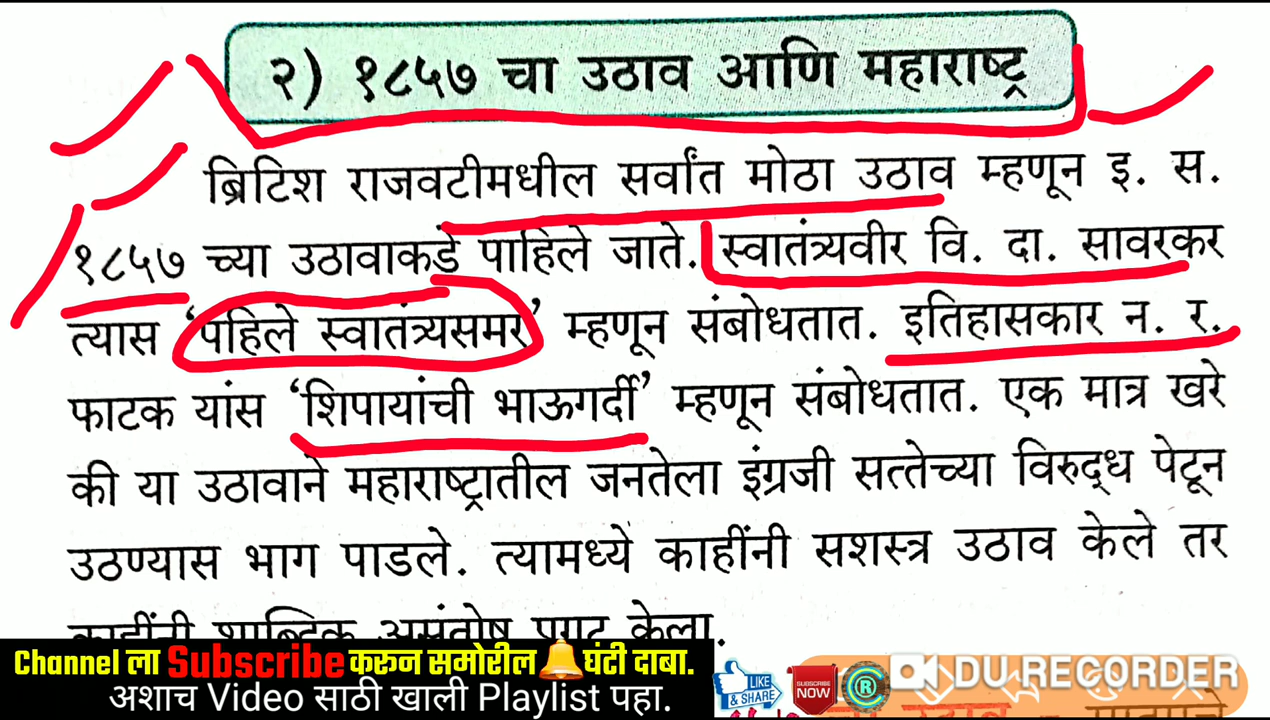 २) १८५७ चा उठाव आणि महाराष्ट्र
ब्रिटिश राजवटीमधील सर्वांत मोठा उठाव म्हणून इ. स.
१८५७ च्या उठावाकडे पाहिले जाते. स्वातंत्र्यवीर वि. दा. सावरकर
त्यास 'पहिले स्वातंत्र्यसमर' म्हणून संबोधतात. इतिहासकार न. र.
फाटक यांस 'शिपायांची भाऊगर्दी' म्हणून संबोधतात. एक मात्र खरे
की या उठावाने महाराष्ट्रातील जनतेला इंग्रजी सत्तेच्या विरुद्ध पेटून
उठण्यास भाग पाडले. त्यामध्ये काहींनी सशस्त्र उठाव केले तर
काहींनी शाब्दिक असंतोष प्रगट केला.
Channel ला Subscribe करून समोरील घंटी दाबा.
अशाच Video साठी खाली Playlist पहा.
LIKE & SHARE
SUBSCRIBE NOW
R
DU RECORDER